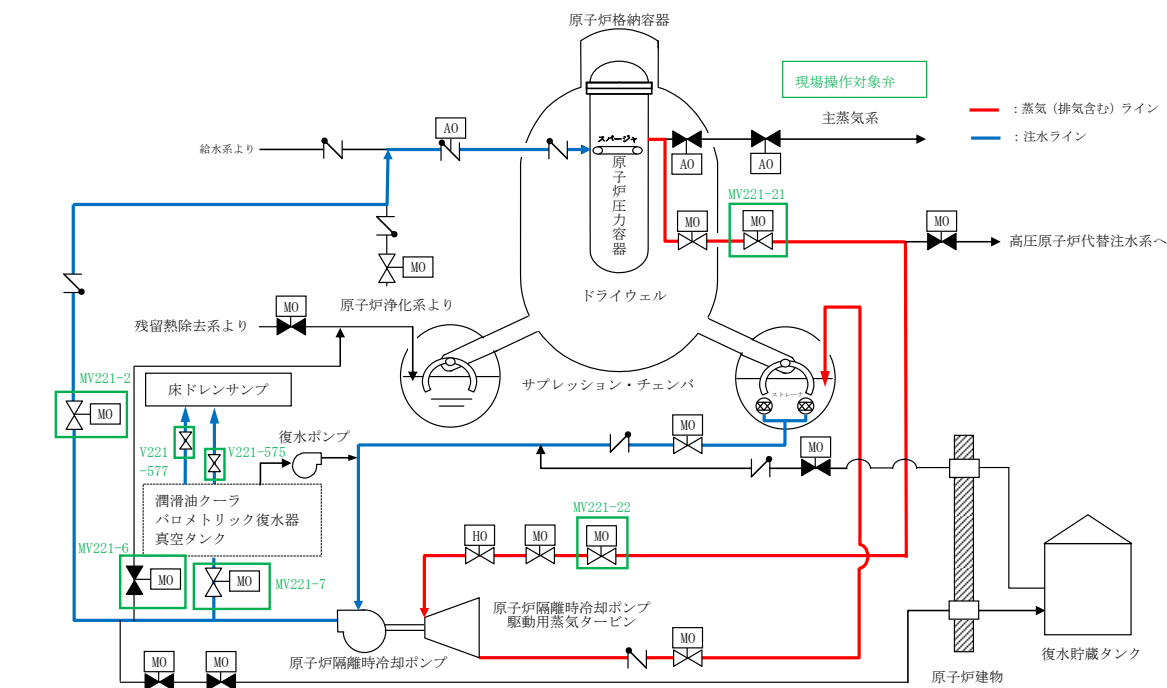 原子炉格納容器
現場操作対象弁
：蒸気（排気含む）ライン
主蒸気系
：注水ライン
AO
給水系より
スパージャ
原子炉圧力容器
AO
AO
MV221-21
MO
MO
MO
高圧原子炉代替注水系へ
MO
ドライウェル
原子炉浄化系より
MO
残留熱除去系より
MV221-2
床ドレンサンプ
サプレッション・チェンバ
ストレーナ
MO
MO
復水ポンプ
V221-577
V221-575
MO
潤滑油クーラ
バロメトリック復水器
真空タンク
MV221-22
HO
MO
MO
MV221-6
MO
MO
MV221-7
原子炉隔離時冷却ポンプ
駆動用蒸気タービン
MO
原子炉隔離時冷却ポンプ
MO
MO
復水貯蔵タンク
原子炉建物